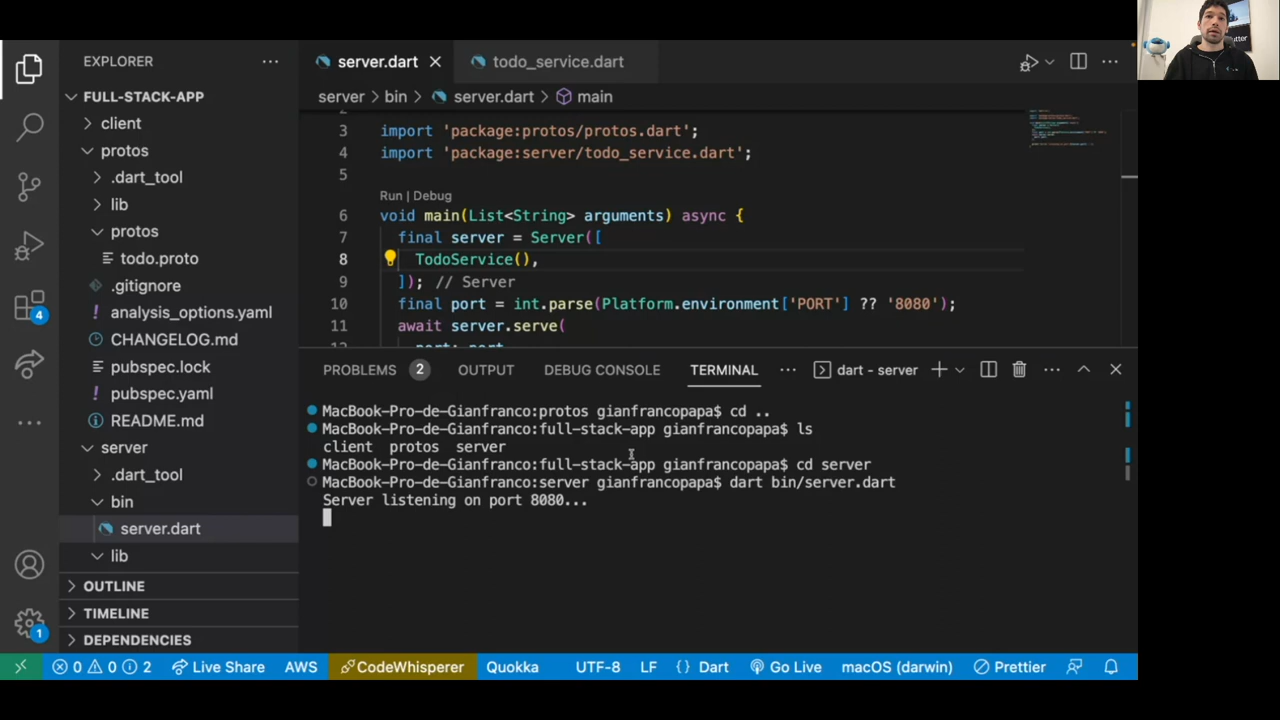 utter
EXPLORER
FULL-STACK-APP
client
protos
.dart_tool
lib
protos
todo.proto
.gitignore
analysis_options.yaml
CHANGELOG.md
pubspec.lock
pubspec.yaml
README.md
server
.dart_tool
bin
server.dart
lib
OUTLINE
TIMELINE
DEPENDENCIES
4
1
server.dart
todo_service.dart
server > bin > server.dart > main
3 import 'package:protos/protos.dart';
4 import 'package:server/todo_service.dart';
5
Run | Debug
6 void main(List<String> arguments) async {
7 final server = Server([
8 TodoService(),
9 ]); // Server
10 final port = int.parse(Platform.environment['PORT'] ?? '8080');
11 await server.serve(
PROBLEMS 2 OUTPUT DEBUG CONSOLE TERMINAL dart - server
MacBook-Pro-de-Gianfranco:protos gianfrancopapa$ cd ..
MacBook-Pro-de-Gianfranco:full-stack-app gianfrancopapa$ ls
client protos server
MacBook-Pro-de-Gianfranco:full-stack-app gianfrancopapa$ cd server
MacBook-Pro-de-Gianfranco:server gianfrancopapa$ dart bin/server.dart
Server listening on port 8080...
0 0 2 Live Share AWS CodeWhisperer Quokka UTF-8 LF {} Dart Go Live macOS (darwin) Prettier